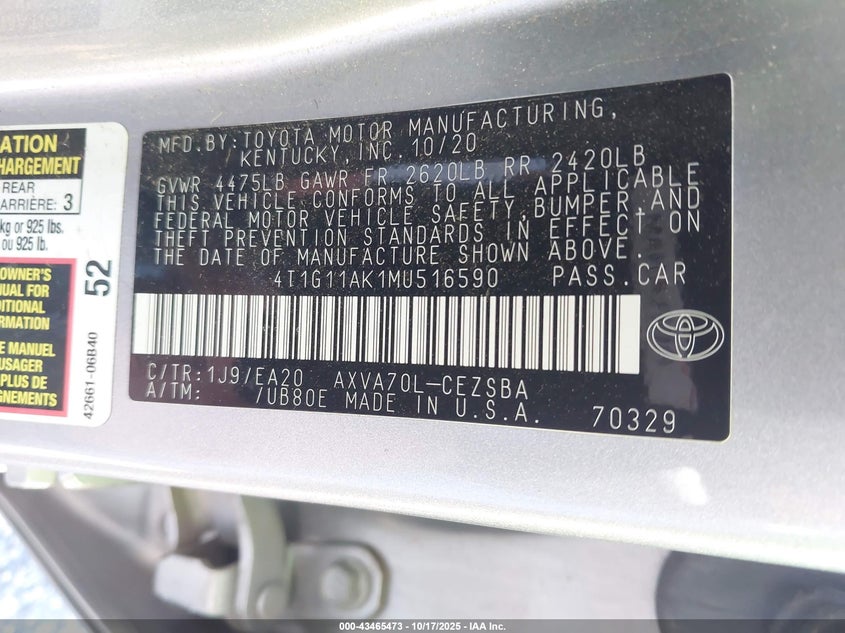 ATION
CHARGEMENT
REAR
ARRIÈRE: 3
kg or 925 lbs.
ou 925 lb.
OWNER'S
UAL FOR
DITIONAL
RMATION
LE MANUEL
USAGER
PLUS DE
IGNEMENTS
52
42661-06B40
MFD.BY:TOYOTA MOTOR MANUFACTURING,
KENTUCKY, INC. 10/20
GVWR 4475LB GAWR FR 2620LB RR 2420LB
THIS VEHICLE CONFORMS TO ALL APPLICABLE
FEDERAL MOTOR VEHICLE SAFETY,BUMPER,AND
THEFT PREVENTION STANDARDS IN EFFECT ON
THE DATE OF MANUFACTURE SHOWN ABOVE.
4T1G11AK1MU516590 PASS.CAR
C/TR:1J9/EA20 AXVA70L-CEZSBA
A/TM: /UB80E MADE IN U.S.A. 70329
000-43465473 - 10/17/2025 - IAA Inc.